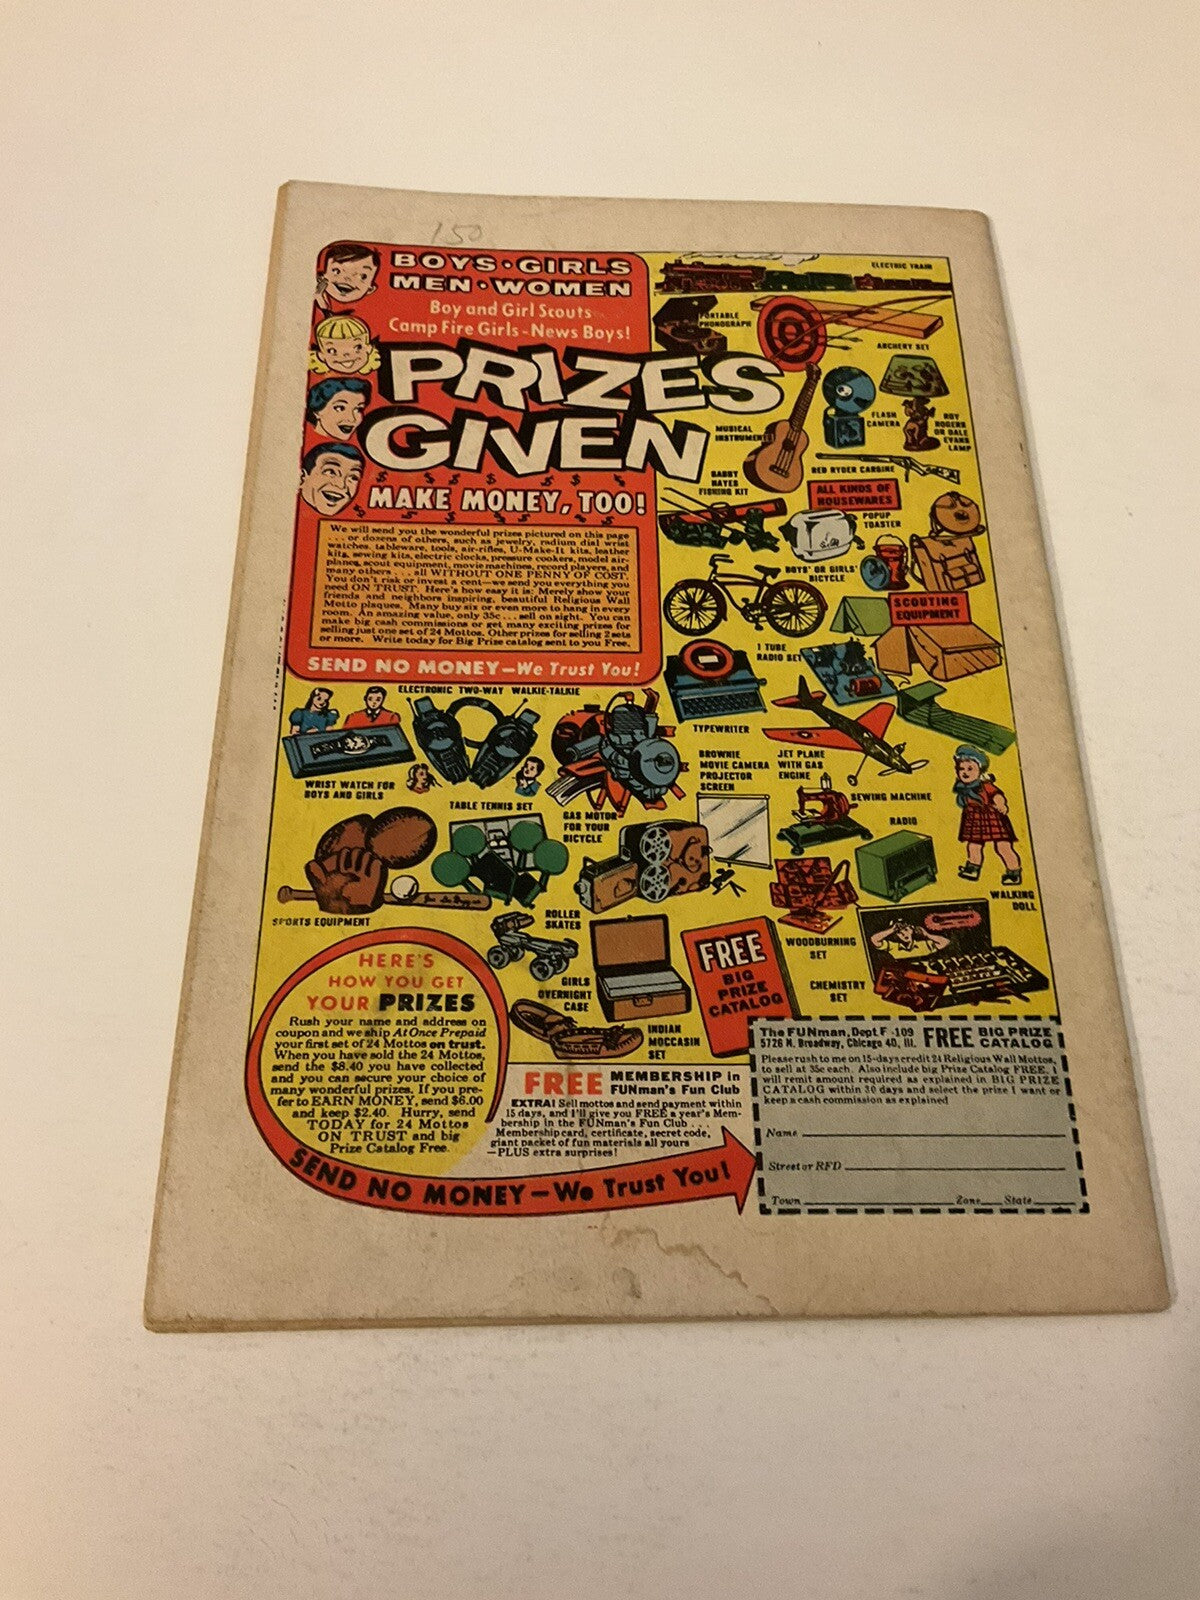 150
BOYS • GIRLS
MEN • WOMEN
Boy and Girl Scouts
Camp Fire Girls - News Boys!
PRIZES
GIVEN
MAKE MONEY, TOO!
We will send you the wonderful prizes pictured on this page
... or dozens of others, such as jewelry, radium dial wrist
watches, tableware, tools, air-rifles, U-Make-It kits, leather
kits, sewing kits, electric clocks, pressure cookers, model air-
planes, scout equipment, movie machines, record players, and
many others . . . all WITHOUT ONE PENNY OF COST.
You don't risk or invest a cent—we send you everything you
need ON TRUST. Here's how easy it is: Merely show your
friends and neighbors inspiring, beautiful Religious Wall
Motto plaques. Many buy six or even more to hang in every
room. An amazing value, only 35c . . . sell on sight. You can
make big cash commissions or get many exciting prizes for
selling just one set of 24 Mottos. Other prizes for selling 2 sets
or more. Write today for Big Prize catalog sent to you Free.
SEND NO MONEY—We Trust You!
ELECTRIC TRAIN
PORTABLE
PHONOGRAPH
ARCHERY SET
MUSICAL
INSTRUMENTS
FLASH
CAMERA
ROY
ROGERS
OR DALE
EVANS
LAMP
RED RYDER CARBINE
GABBY
HAYES
FISHING KIT
ALL KINDS OF
HOUSEWARES
POPUP
TOASTER
BOYS' OR GIRLS'
BICYCLE
SCOUTING
EQUIPMENT
1 TUBE
RADIO SET
TYPEWRITER
ELECTRONIC TWO-WAY WALKIE-TALKIE
WRIST WATCH FOR
BOYS AND GIRLS
TABLE TENNIS SET
GAS MOTOR
FOR YOUR
BICYCLE
BROWNIE
MOVIE CAMERA
PROJECTOR
SCREEN
JET PLANE
WITH GAS
ENGINE
SEWING MACHINE
RADIO
WALKING
DOLL
SPORTS EQUIPMENT
ROLLER
SKATES
GIRLS
OVERNIGHT
CASE
INDIAN
MOCCASIN
SET
WOODBURNING
SET
CHEMISTRY
SET
FREE
BIG
PRIZE
CATALOG
HERE'S
HOW YOU GET
YOUR PRIZES
Rush your name and address on
coupon and we ship At Once Prepaid
your first set of 24 Mottos on trust.
When you have sold the 24 Mottos,
send the $8.40 you have collected
and you can secure your choice of
many wonderful prizes. If you pre-
fer to EARN MONEY, send $6.00
and keep $2.40. Hurry, send
TODAY for 24 Mottos
ON TRUST and big
Prize Catalog Free.
SEND NO MONEY—We Trust You!
FREE MEMBERSHIP in
FUNman's Fun Club
EXTRA! Sell mottos and send payment within
15 days, and I'll give you FREE a year's Mem-
bership in the FUNman's Fun Club . . .
Membership card, certificate, secret code,
giant packet of fun materials all yours
—PLUS extra surprises!
The FUNman, Dept F -109
5726 N. Broadway, Chicago 40, Ill.
FREE BIG PRIZE
CATALOG
Please rush to me on 15-days credit 24 Religious Wall Mottos,
to sell at 35c each. Also include big Prize Catalog FREE. I
will remit amount required as explained in BIG PRIZE
CATALOG within 30 days and select the prize I want or
keep a cash commission as explained
Name
Street or RFD
Town Zone State